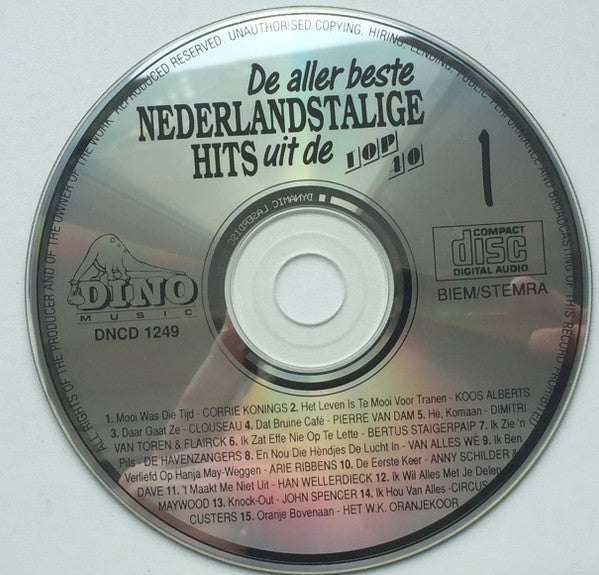 ALL RIGHTS OF THE PRODUCER AND OF THE OWNER OF THE WORK REPRODUCED RESERVED. UNAUTHORISED COPYING, HIRING, LENDING, PUBLIC PERFORMANCE AND BROADCASTING OF THIS RECORD PROHIBITED
De aller beste
NEDERLANDSTALIGE
HITS uit de TOP 40
1
DYNAMIC LASERDISC
COMPACT
disc
DIGITAL AUDIO
BIEM/STEMRA
DINO
MUSIC
DNCD 1249
1. Mooi Was Die Tijd - CORRIE KONINGS 2. Het Leven Is Te Mooi Voor Tranen - KOOS ALBERTS
3. Daar Gaat Ze - CLOUSEAU 4. Dat Bruine Café - PIERRE VAN DAM 5. Hé, Komaan - DIMITRI
VAN TOREN & FLAIRCK 6. Ik Zat Effe Nie Op Te Lette - BERTUS STAIGERPAIP 7. Ik Zie 'n
Pils - DE HAVENZANGERS 8. En Nou Die Hèndjes De Lucht In - VAN ALLES WÈ 9. Ik Ben
Verliefd Op Hanja May-Weggen - ARIE RIBBENS 10. De Eerste Keer - ANNY SCHILDER &
DAVE 11. 't Maakt Me Niet Uit - HAN WELLERDIECK 12. Ik Wil Alles Met Je Delen -
MAYWOOD 13. Knock-Out - JOHN SPENCER 14. Ik Hou Van Alles - CIRCUS
CUSTERS 15. Oranje Bovenaan - HET W.K. ORANJEKOOR